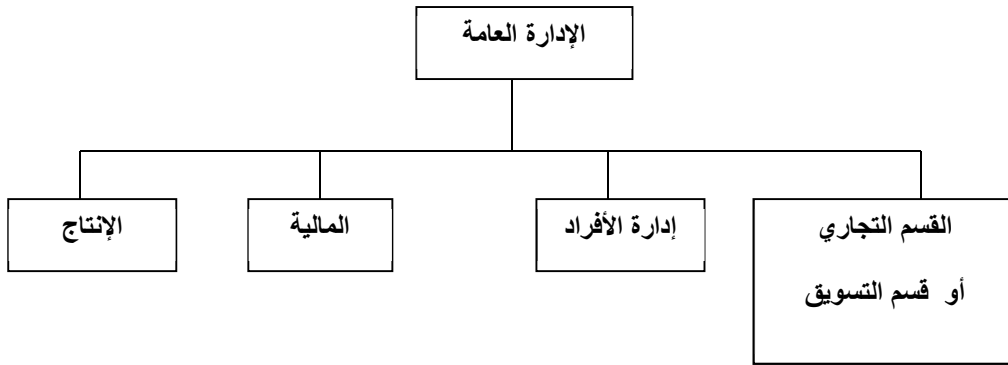 الإدارة العامة
القسم التجاري
أو قسم التسويق
إدارة الأفراد
المالية
الإنتاج